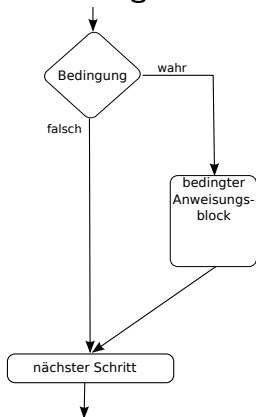 Bedingung
wahr
falsch
bedingter
Anweisungs-
block
nächster Schritt